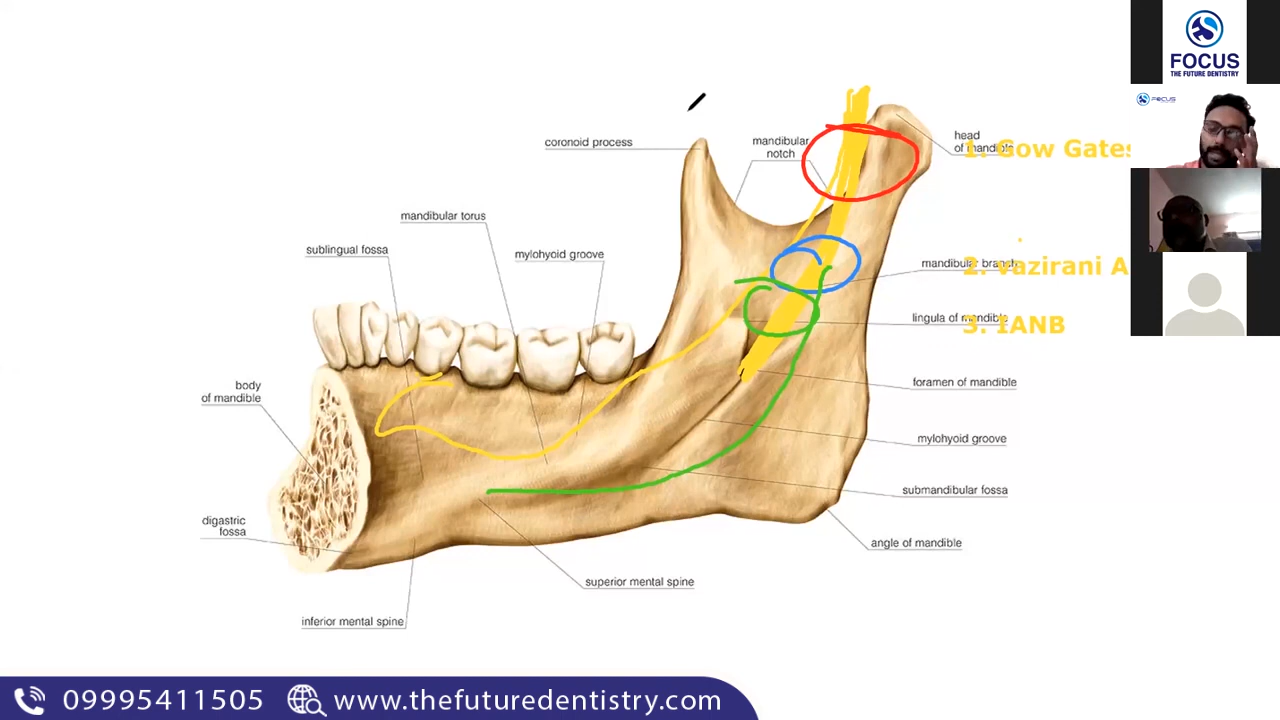 FOCUS
THE FUTURE DENTISTRY
FOCUS
coronoid process
mandibular
notch
head
of mandible
1. Gow Gates
mandibular torus
sublingual fossa
mylohyoid groove
mandibular branch
2. vazirani A
lingula of mandible
3. IANB
body
of mandible
foramen of mandible
mylohyoid groove
submandibular fossa
digastric
fossa
angle of mandible
superior mental spine
inferior mental spine
09995411505
www.thefuturedentistry.com